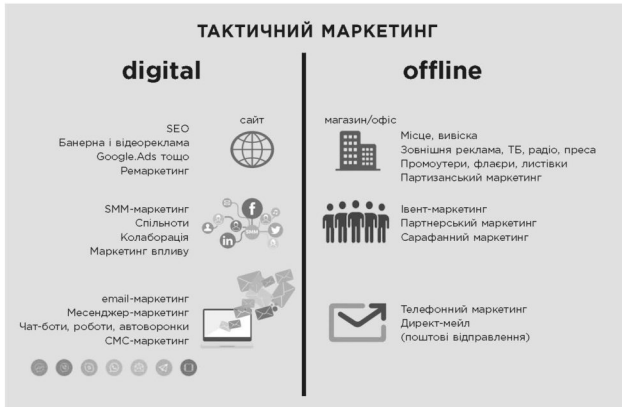 ТАКТИЧНИЙ МАРКЕТИНГ
digital
сайт
SEO
Банерна і відеореклама
Google.Ads тощо
Ремаркетинг
SMM-маркетинг
Спільноти
Колаборація
Маркетинг впливу
email-маркетинг
Месенджер-маркетинг
Чат-боти, роботи, автоворонки
СМС-маркетинг
offline
магазин/офіс
Місце, вивіска
Зовнішня реклама, ТБ, радіо, преса
Промоутери, флаєри, листівки
Партизанський маркетинг
Івент-маркетинг
Партнерський маркетинг
Сарафанний маркетинг
Телефонний маркетинг
Директ-мейл
(поштові відправлення)